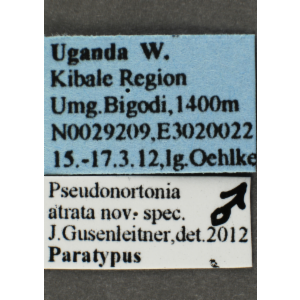 Uganda W.
Kibale Region
Umg.Bigodi,1400m
N0029209,E3020022
15.-17.3.12,lg.Oehlke
Pseudonortonia ♂
atrata nov. spec.
J.Gusenleitner,det.2012
Paratypus